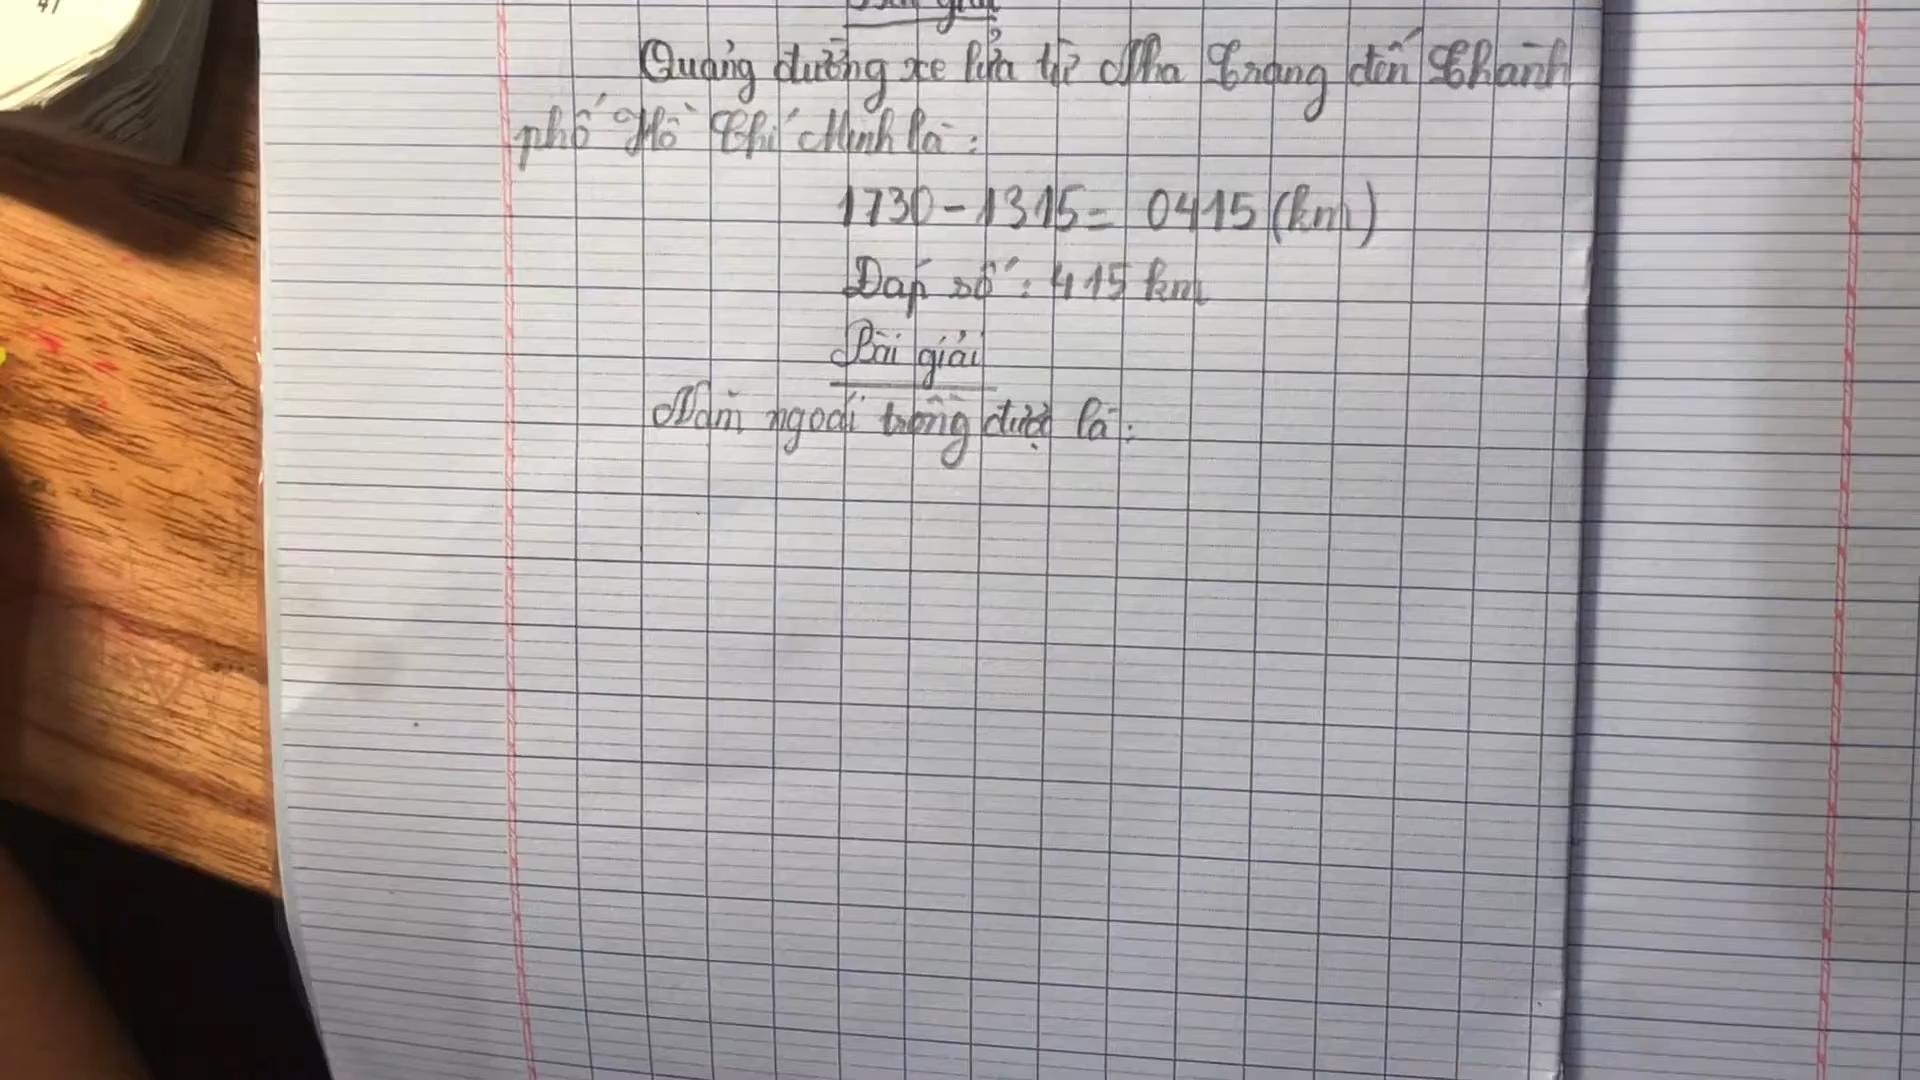 Quảng đường xe lửa từ Nha Trang đến Thành
phố Hồ Chí Minh là:
1730 - 1315 = 0415 (km)
Đáp số: 415 km
Bài giải
Năm ngoái trồng được là: